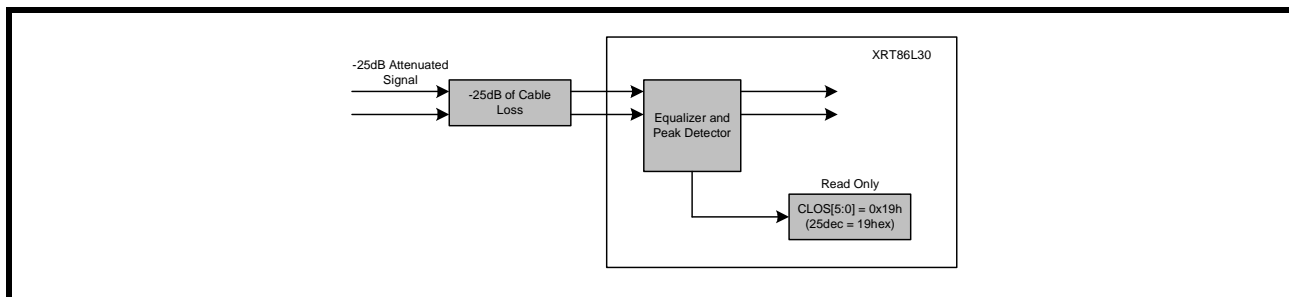 XRT86L30
-25dB Attenuated
Signal
-25dB of Cable
Loss
Equalizer and
Peak Detector
Read Only
CLOS[5:0] = 0x19h
(25dec = 19hex)